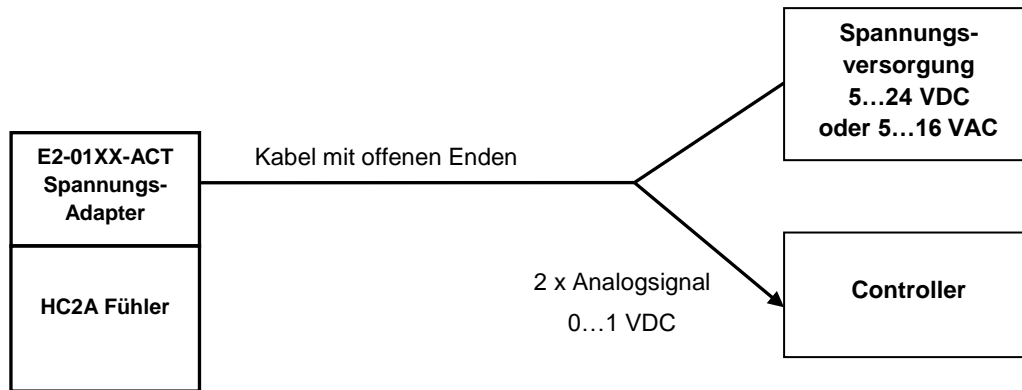 Spannungs-
versorgung
5…24 VDC
oder 5…16 VAC
E2-01XX-ACT
Spannungs-
Adapter
Kabel mit offenen Enden
HC2A Fühler
2 x Analogsignal
0…1 VDC
Controller